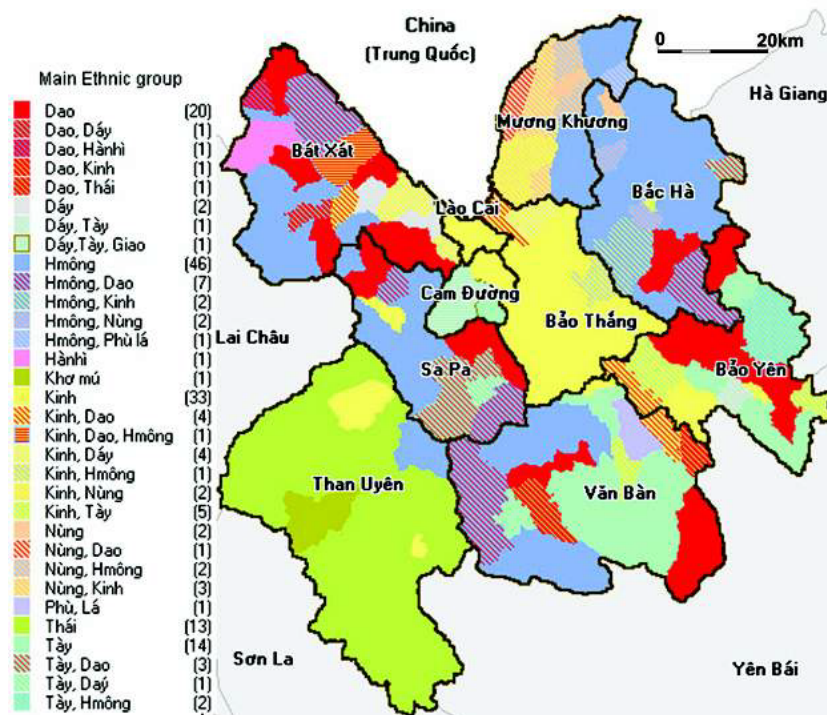 China
(Trung Quốc)
0 20km
Hà Giang
Main Ethnic group
Dao (20)
Dao, Dáy (1)
Dao, Hànhì (1)
Dao, Kinh (1)
Dao, Thái (1)
Dáy (2)
Dáy, Tày (1)
Dáy,Tày, Giao (1)
Hmông (46)
Hmông, Dao (7)
Hmông, Kinh (2)
Hmông, Nùng (2)
Hmông, Phù lá (1)
Hànhì (1)
Khơ mú (1)
Kinh (33)
Kinh, Dao (4)
Kinh, Dao, Hmông (1)
Kinh, Dáy (4)
Kinh, Hmông (1)
Kinh, Nùng (2)
Kinh, Tày (5)
Nùng (2)
Nùng, Dao (1)
Nùng, Hmông (2)
Nùng, Kinh (3)
Phù, Lá (1)
Thái (13)
Tày (14)
Tày, Dao (3)
Tày, Daý (1)
Tày, Hmông (2)
Mương Khương
Bát Xát
Bắc Hà
Lào Cai
Cam Đường
Bảo Thắng
Lai Châu
Sa Pa
Bảo Yên
Than Uyên
Văn Bàn
Sơn La
Yên Bái